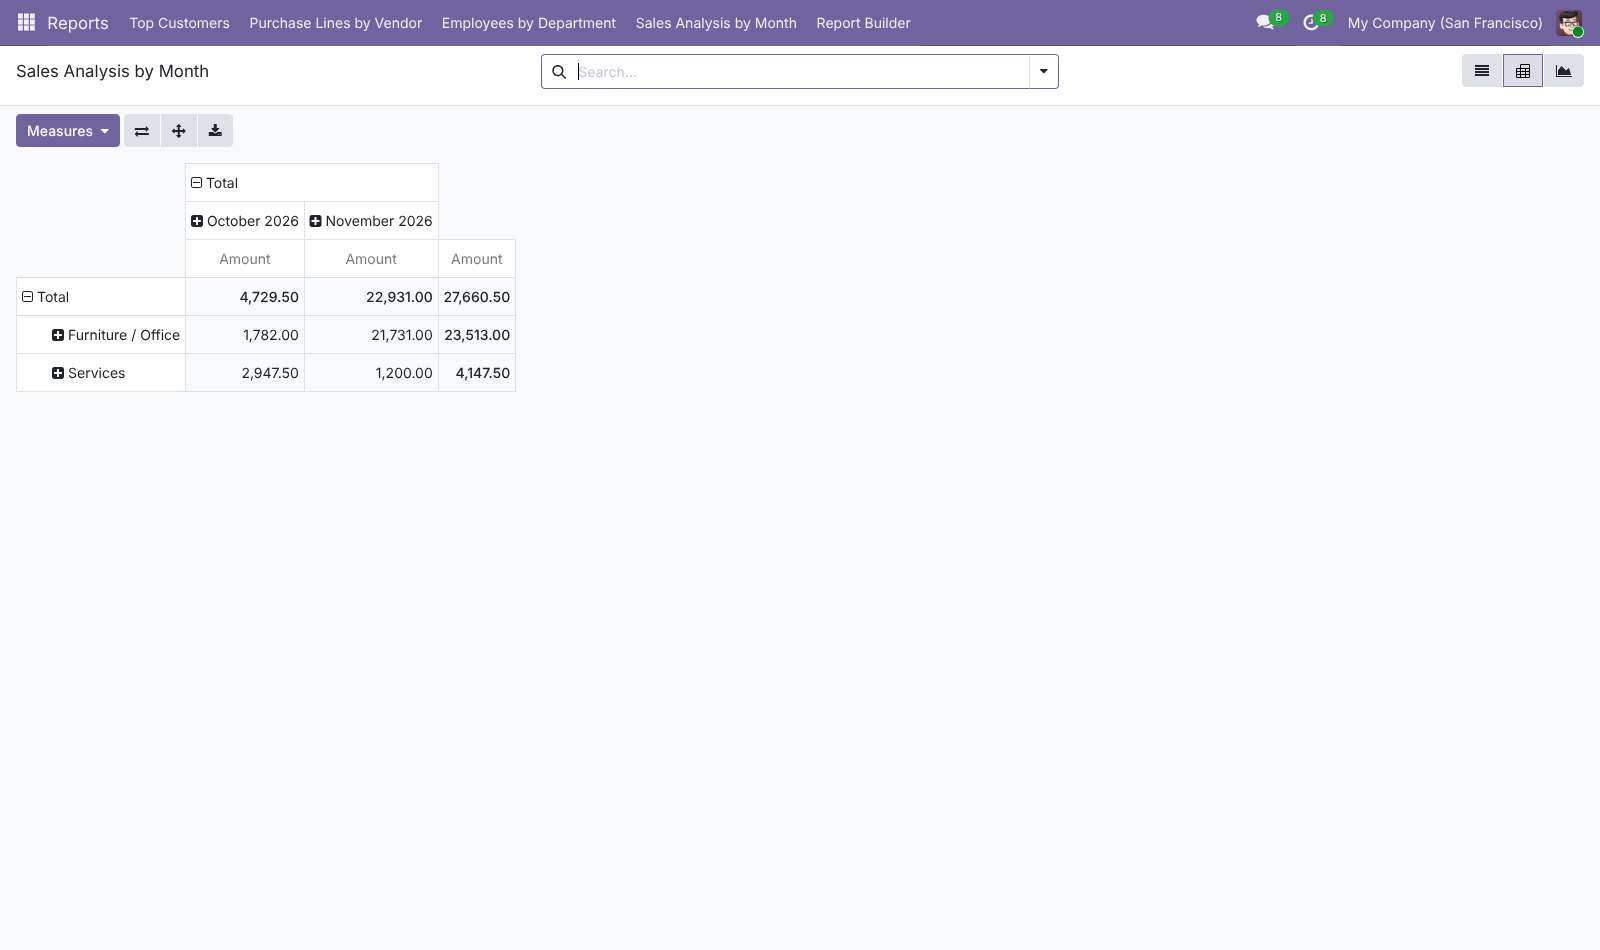 Reports Top Customers Purchase Lines by Vendor Employees by Department Sales Analysis by Month Report Builder 8 8 My Company (San Francisco)
Sales Analysis by Month Search...
Measures
Total
October 2026 November 2026
Amount Amount Amount
Total 4,729.50 22,931.00 27,660.50
Furniture / Office 1,782.00 21,731.00 23,513.00
Services 2,947.50 1,200.00 4,147.50